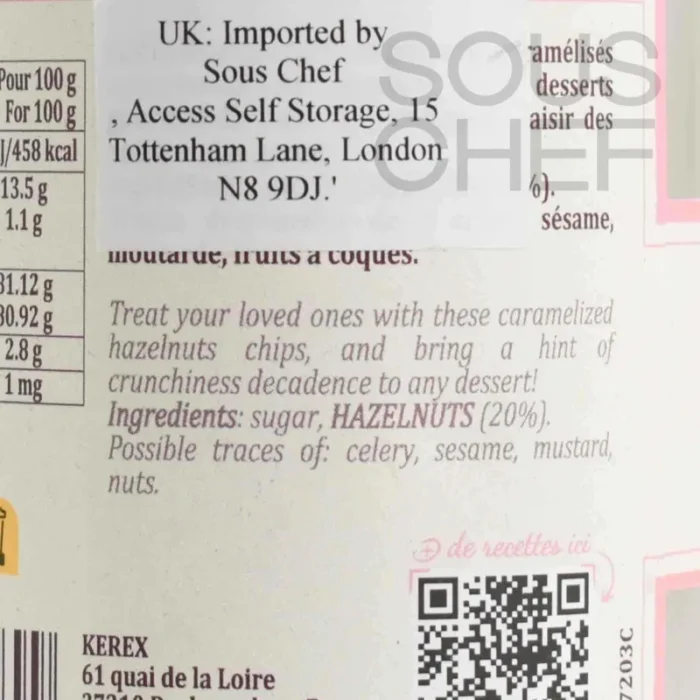 UK: Imported by
Sous Chef
, Access Self Storage, 15
Tottenham Lane, London
N8 9DJ.'
SOUS
CHEF
amélisés
desserts
aisir des
%).
sésame,
moutarde, fruits à coques.
Pour 100 g
For 100 g
J/458 kcal
13.5 g
1.1 g
31.12 g
30.92 g
2.8 g
1 mg
Treat your loved ones with these caramelized
hazelnuts chips, and bring a hint of
crunchiness decadence to any dessert!
Ingredients: sugar, HAZELNUTS (20%).
Possible traces of: celery, sesame, mustard,
nuts.
+ de recettes ici
KEREX
61 quai de la Loire
7203C